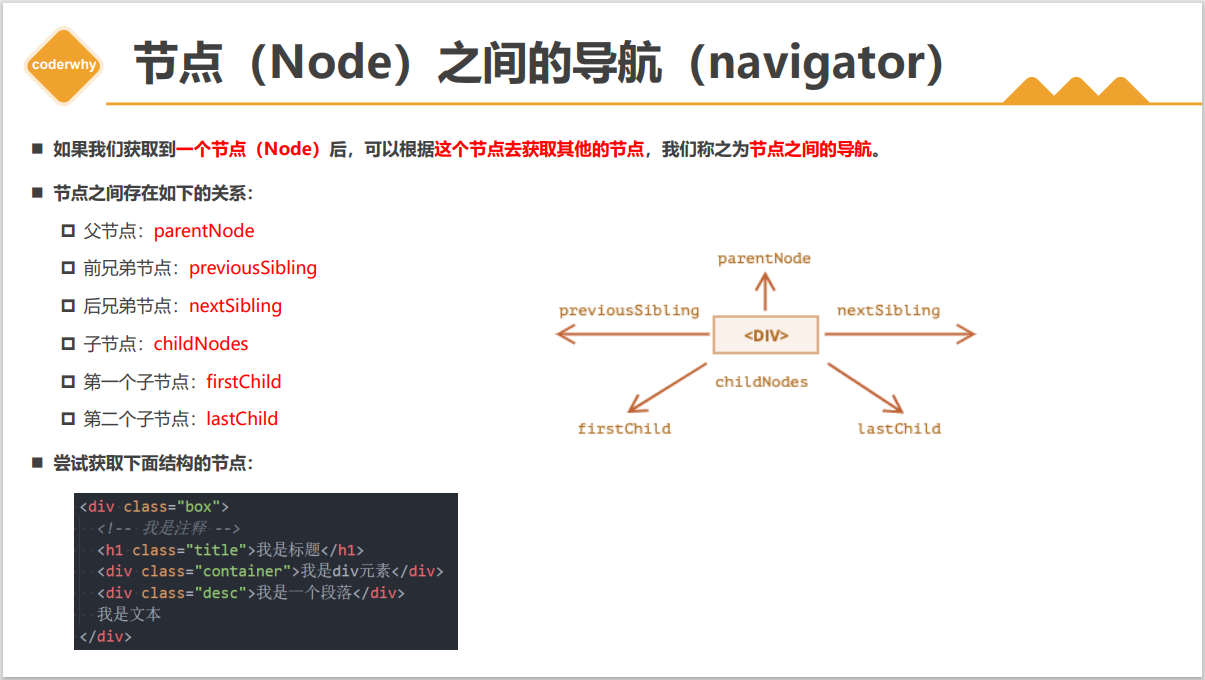 coderwhy
节点（Node）之间的导航（navigator）
如果我们获取到一个节点（Node）后，可以根据这个节点去获取其他的节点，我们称之为节点之间的导航。
节点之间存在如下的关系：
父节点：parentNode
前兄弟节点：previousSibling
后兄弟节点：nextSibling
子节点：childNodes
第一个子节点：firstChild
第二个子节点：lastChild
parentNode
previousSibling
nextSibling
<DIV>
childNodes
firstChild
lastChild
尝试获取下面结构的节点：
<div class="box">
<!-- 我是注释 -->
<h1 class="title">我是标题</h1>
<div class="container">我是div元素</div>
<div class="desc">我是一个段落</div>
我是文本
</div>